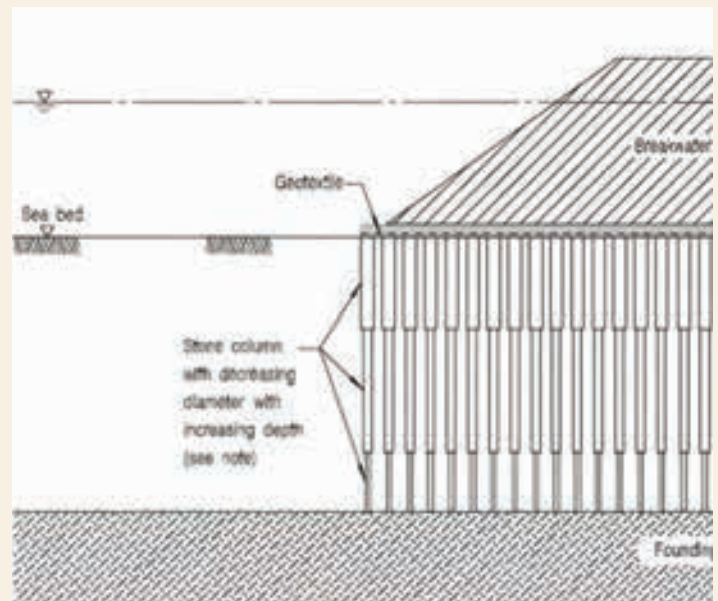 Breakwater
Geotextile
Sea bed
Stone column
with decreasing
diameter with
increasing depth
(see note)
Founding